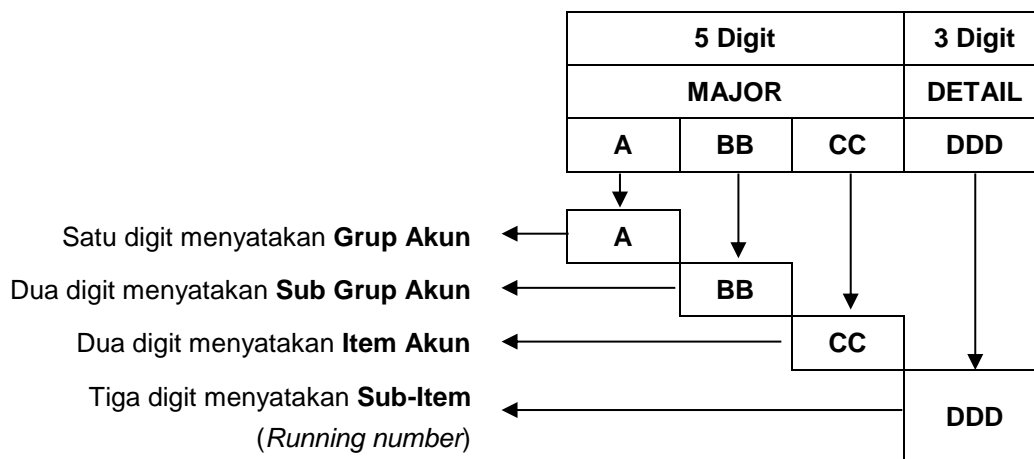 5 Digit 3 Digit
MAJOR DETAIL
A BB CC DDD
Satu digit menyatakan Grup Akun A
Dua digit menyatakan Sub Grup Akun BB
Dua digit menyatakan Item Akun CC
Tiga digit menyatakan Sub-Item
(Running number) DDD